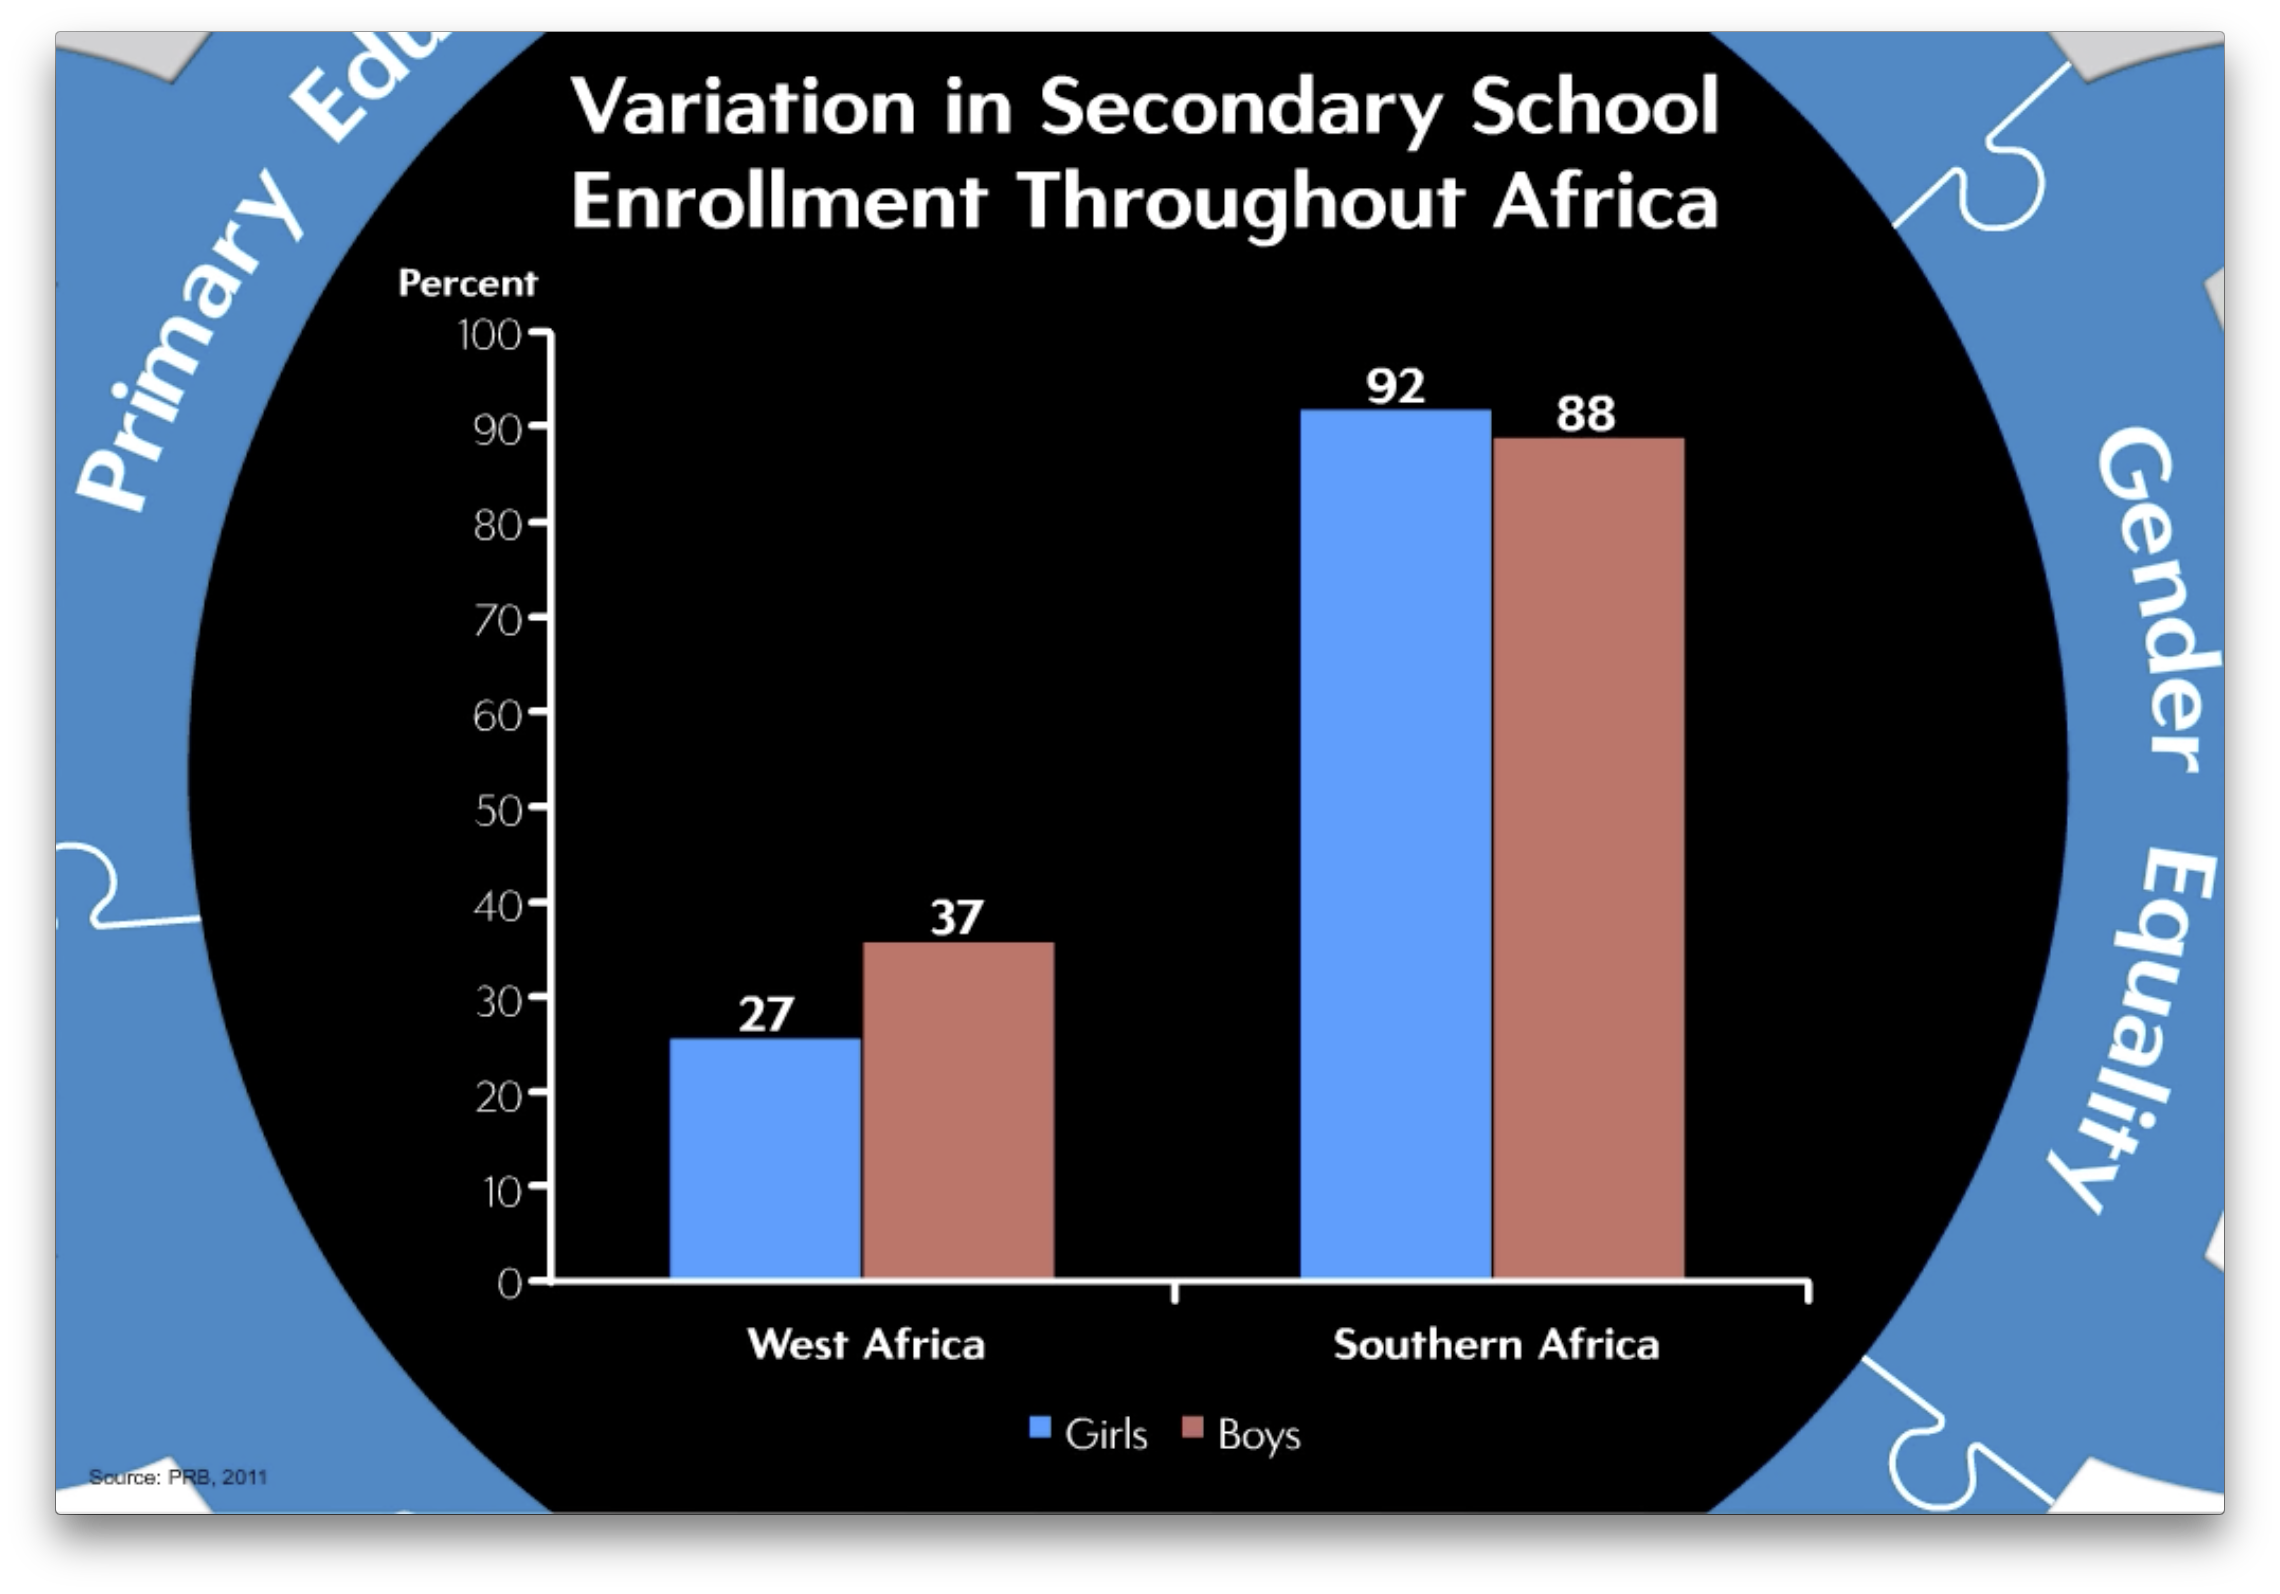 Variation in Secondary School
Enrollment Throughout Africa
Primary
Gender Equality
Percent
100
90
80
70
60
50
40
30
20
10
0
27
37
92
88
West Africa
Southern Africa
Girls
Boys
Source: PRB, 2011